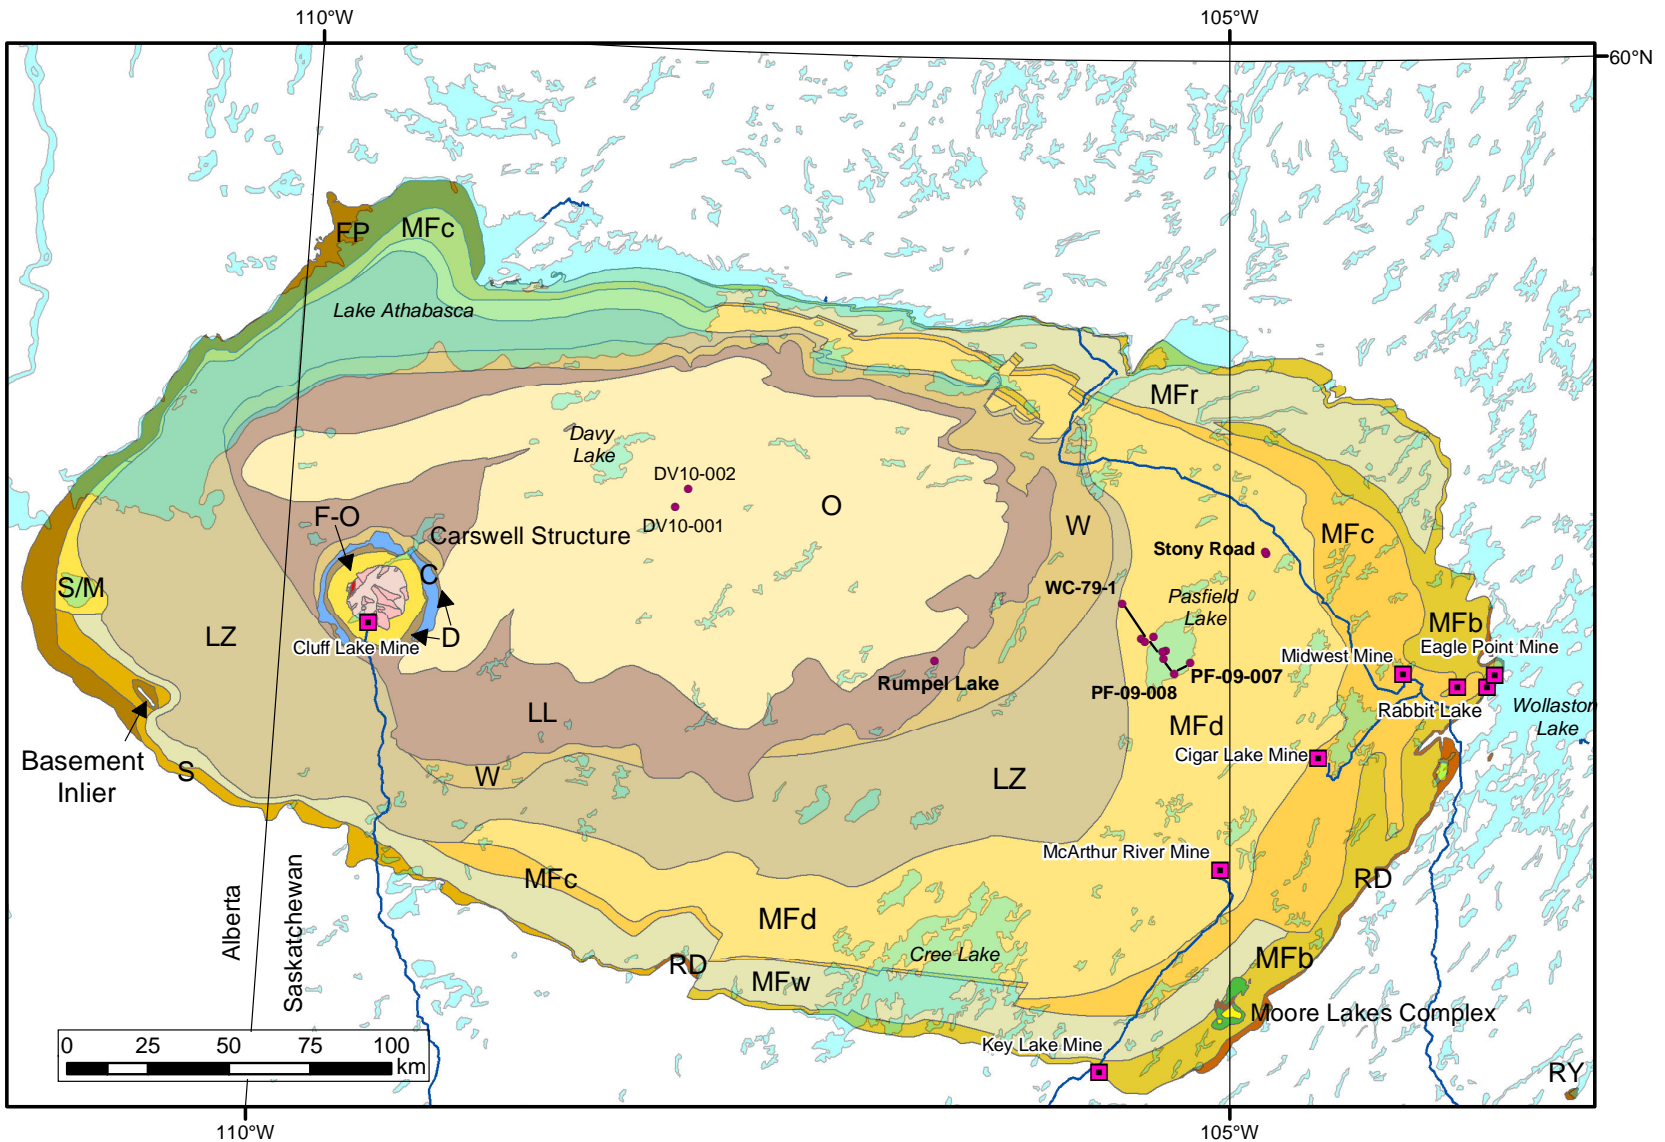 110°W
105°W
60°N
FP
MFc
Lake Athabasca
MFr
Davy
Lake
DV10-002
DV10-001
O
F-O
Carswell Structure
W
MFc
Stony Road
C
WC-79-1
S/M
Pasfield
Lake
LZ
D
Cluff Lake Mine
MFb
Eagle Point Mine
Midwest Mine
Rumpel Lake
PF-09-007
PF-09-008
Rabbit Lake
Wollaston
Lake
LL
MFd
Cigar Lake Mine
Basement
Inlier
S
W
LZ
McArthur River Mine
MFc
RD
MFd
Alberta
Saskatchewan
Cree Lake
RD
MFw
MFb
Moore Lakes Complex
Key Lake Mine
0 25 50 75 100
km
RY
110°W
105°W